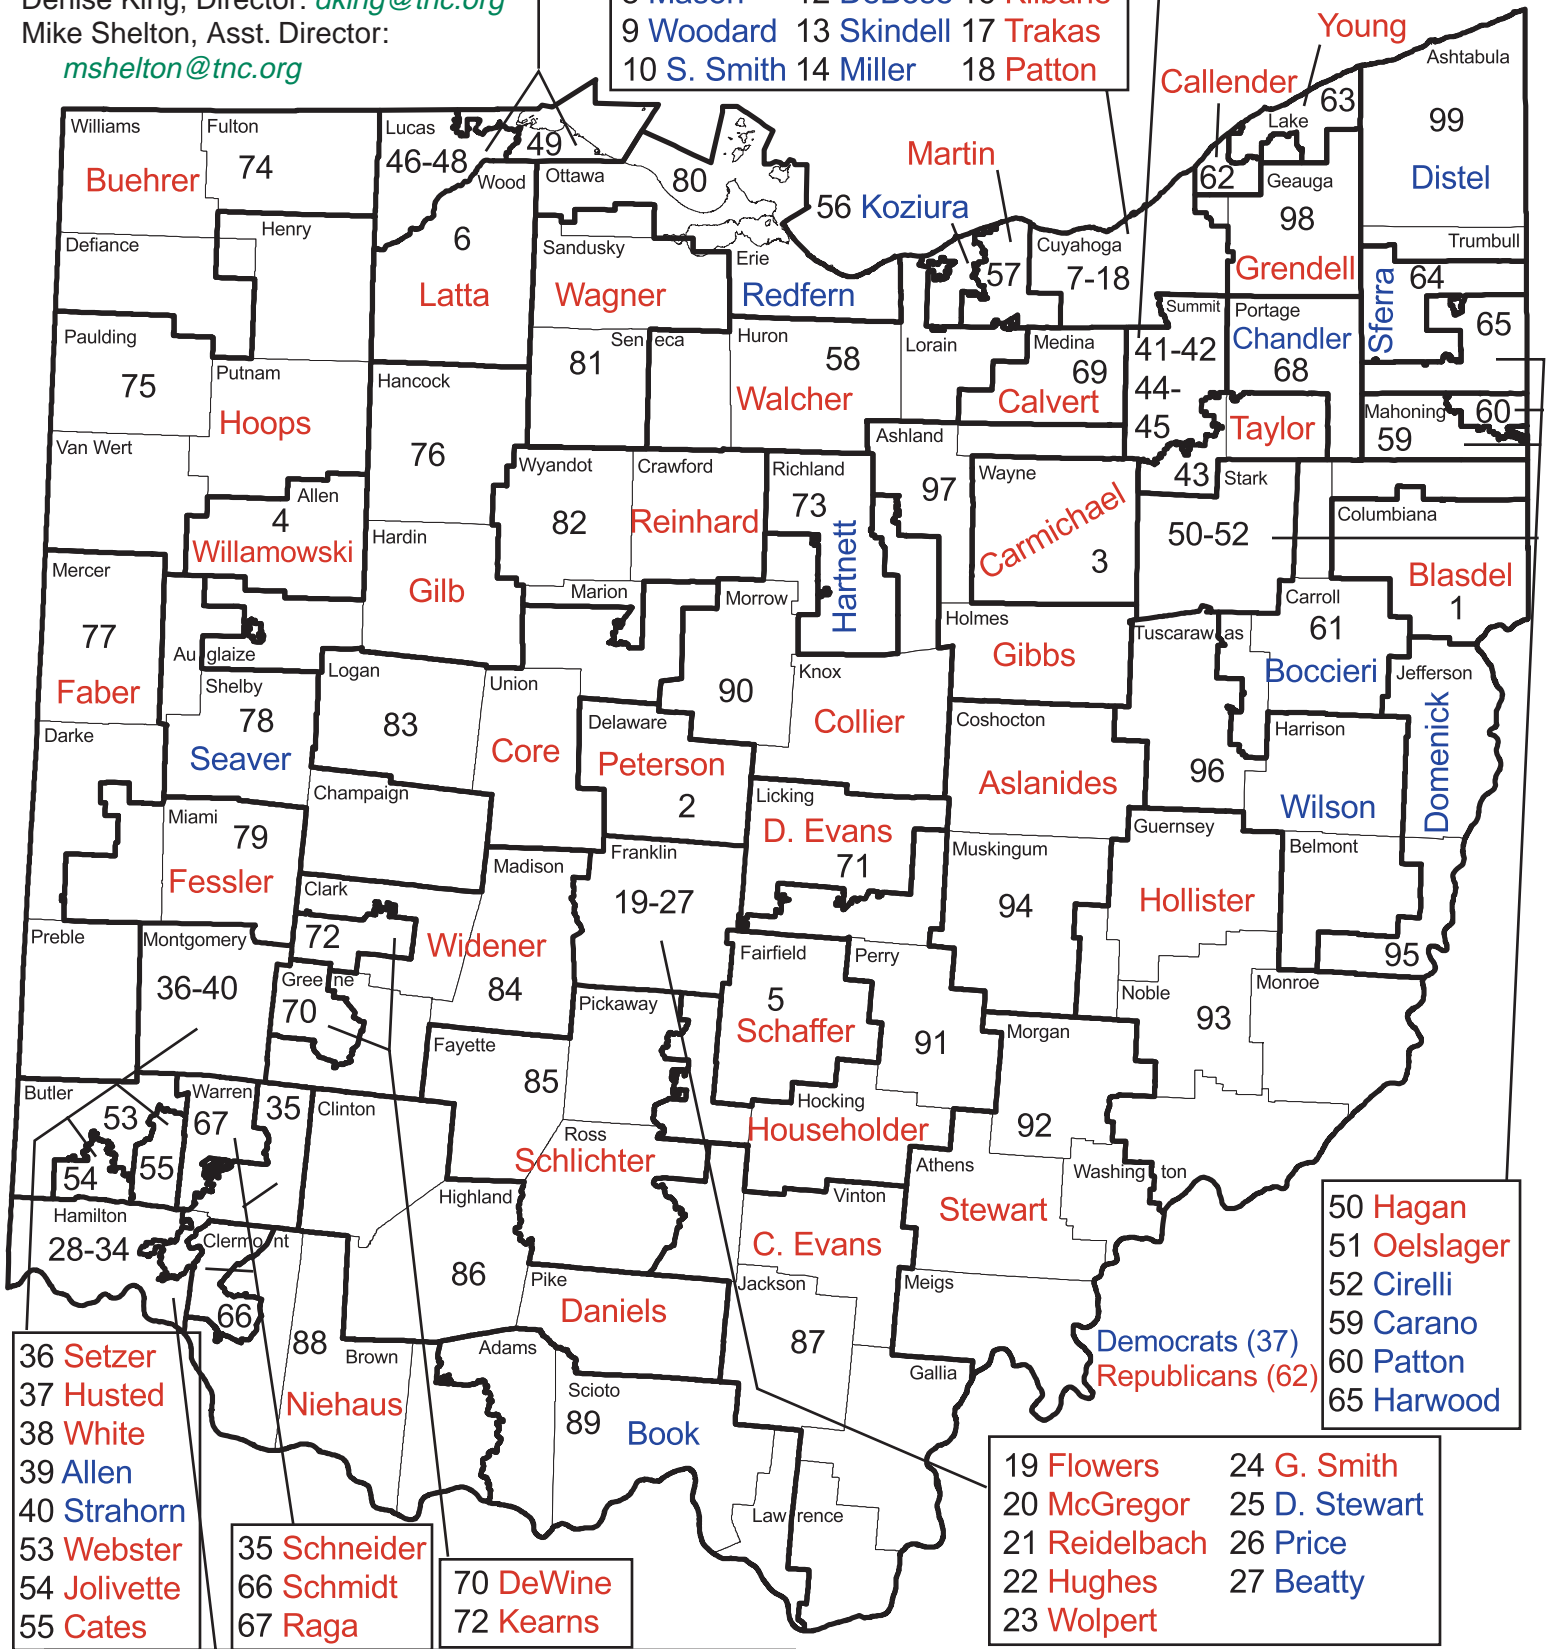 Denise King, Director: dking@tnc.org
Mike Shelton, Asst. Director:
mshelton@tnc.org
8 Mason 12 DeBose 16 Kilbane
9 Woodard 13 Skindell 17 Trakas
10 S. Smith 14 Miller 18 Patton
Young
Callender
Ashtabula
99
Distel
63
Lake
62
Geauga
98
Grendell
Trumbull
64
Sferra
65
Williams
Buehrer
Fulton
74
Lucas
46-48
49
Wood
Ottawa
80
Martin
56 Koziura
57
Cuyahoga
7-18
Defiance
Henry
6
Latta
Sandusky
Wagner
Erie
Redfern
Summit
41-42
44-
45
43
Portage
Chandler
68
Taylor
Mahoning
60
59
Paulding
75
Putnam
Hoops
Hancock
76
Seneca
81
Huron
58
Walcher
Lorain
Medina
69
Calvert
Van Wert
Allen
4
Willamowski
Hardin
Gilb
Wyandot
82
Crawford
Reinhard
Richland
73
Hartnett
Ashland
97
Wayne
Carmichael
3
Stark
50-52
Columbiana
Blasdel
1
Mercer
77
Faber
Auglaize
Marion
Morrow
90
Holmes
Gibbs
Tuscarawas
96
Carroll
61
Boccieri
Jefferson
Domenick
Shelby
78
Seaver
Logan
83
Union
Core
Delaware
Peterson
2
Knox
Collier
Coshocton
Aslanides
Harrison
Wilson
Darke
Miami
79
Fessler
Champaign
Clark
72
Madison
Widener
84
Franklin
19-27
Licking
D. Evans
71
Muskingum
94
Guernsey
Hollister
Belmont
95
Preble
Montgomery
36-40
Greene
70
Pickaway
Fairfield
5
Schaffer
Perry
91
Morgan
92
Noble
93
Monroe
Fayette
85
Butler
53
54
55
Warren
67
35
Clinton
Ross
Schlichter
Hocking
Householder
Athens
Stewart
Washington
Hamilton
28-34
Clermont
66
Highland
86
Vinton
C. Evans
Pike
Daniels
Jackson
87
Meigs
Gallia
88
Brown
Niehaus
Adams
Scioto
89
Book
Lawrence
Democrats (37)
Republicans (62)
50 Hagan
51 Oelslager
52 Cirelli
59 Carano
60 Patton
65 Harwood
36 Setzer
37 Husted
38 White
39 Allen
40 Strahorn
53 Webster
54 Jolivette
55 Cates
35 Schneider
66 Schmidt
67 Raga
70 DeWine
72 Kearns
19 Flowers 24 G. Smith
20 McGregor 25 D. Stewart
21 Reidelbach 26 Price
22 Hughes 27 Beatty
23 Wolpert